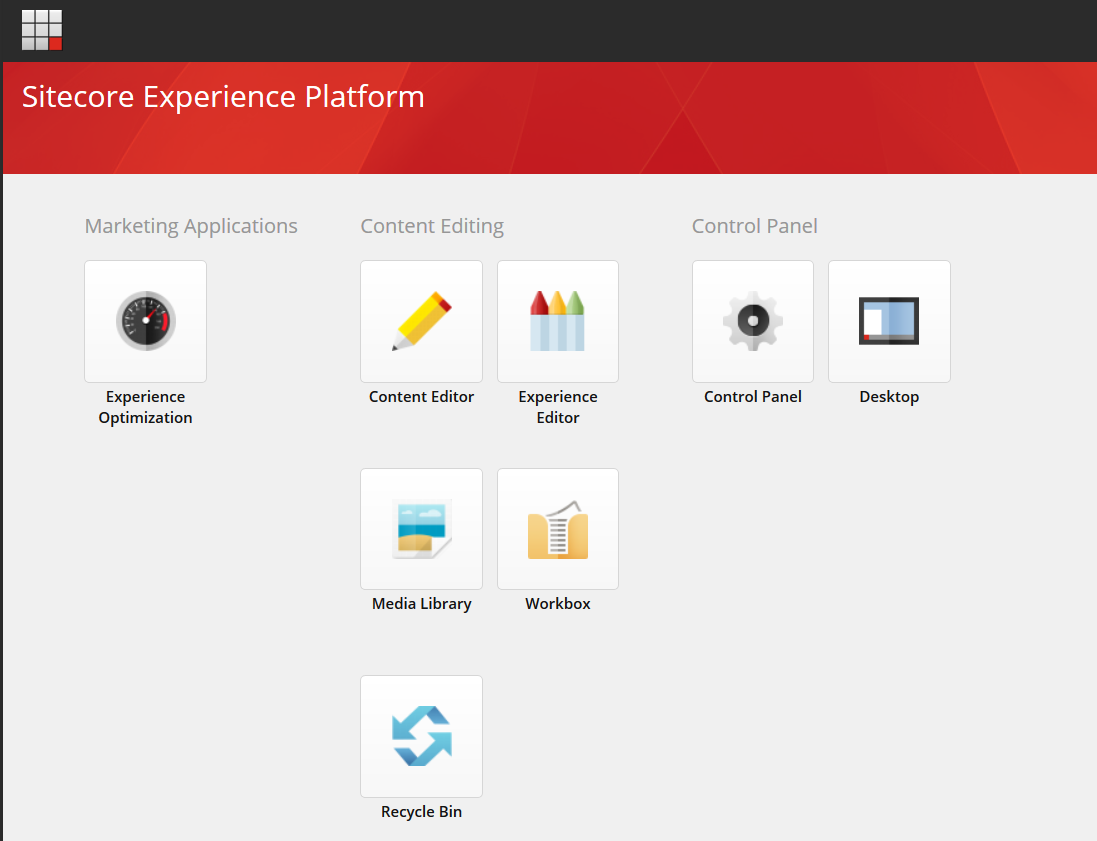 Sitecore Experience Platform
Marketing Applications
Experience
Optimization
Content Editing
Content Editor
Experience
Editor
Media Library
Workbox
Recycle Bin
Control Panel
Control Panel
Desktop